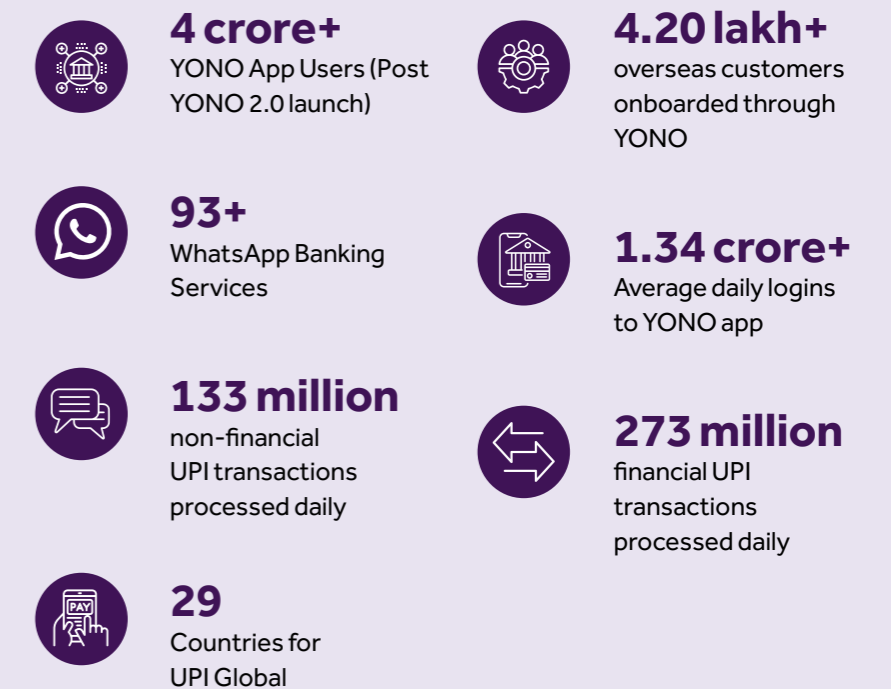 4 crore+
YONO App Users (Post
YONO 2.0 launch)
4.20 lakh+
overseas customers
onboarded through
YONO
93+
WhatsApp Banking
Services
1.34 crore+
Average daily logins
to YONO app
133 million
non-financial
UPI transactions
processed daily
273 million
financial UPI
transactions
processed daily
PAY
29
Countries for
UPI Global